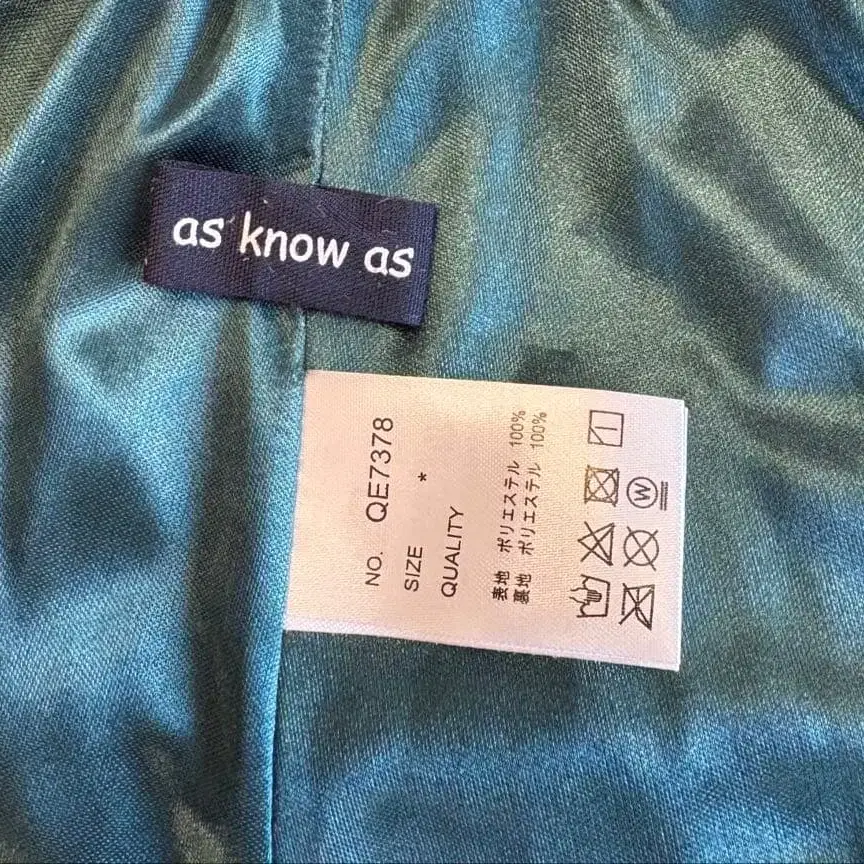 as know as
NO. QE7378
SIZE *
QUALITY
表地 ポリエステル 100%
裏地 ポリエステル 100%
W